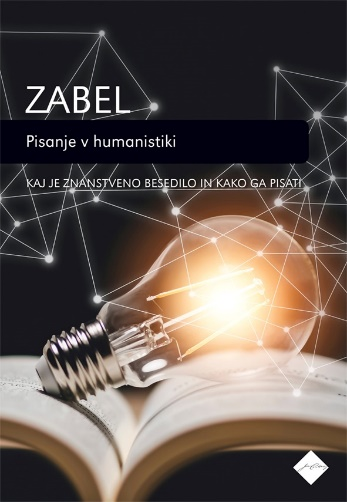 ZABEL
Pisanje v humanistiki
KAJ JE ZNANSTVENO BESEDILO IN KAKO GA PISATI